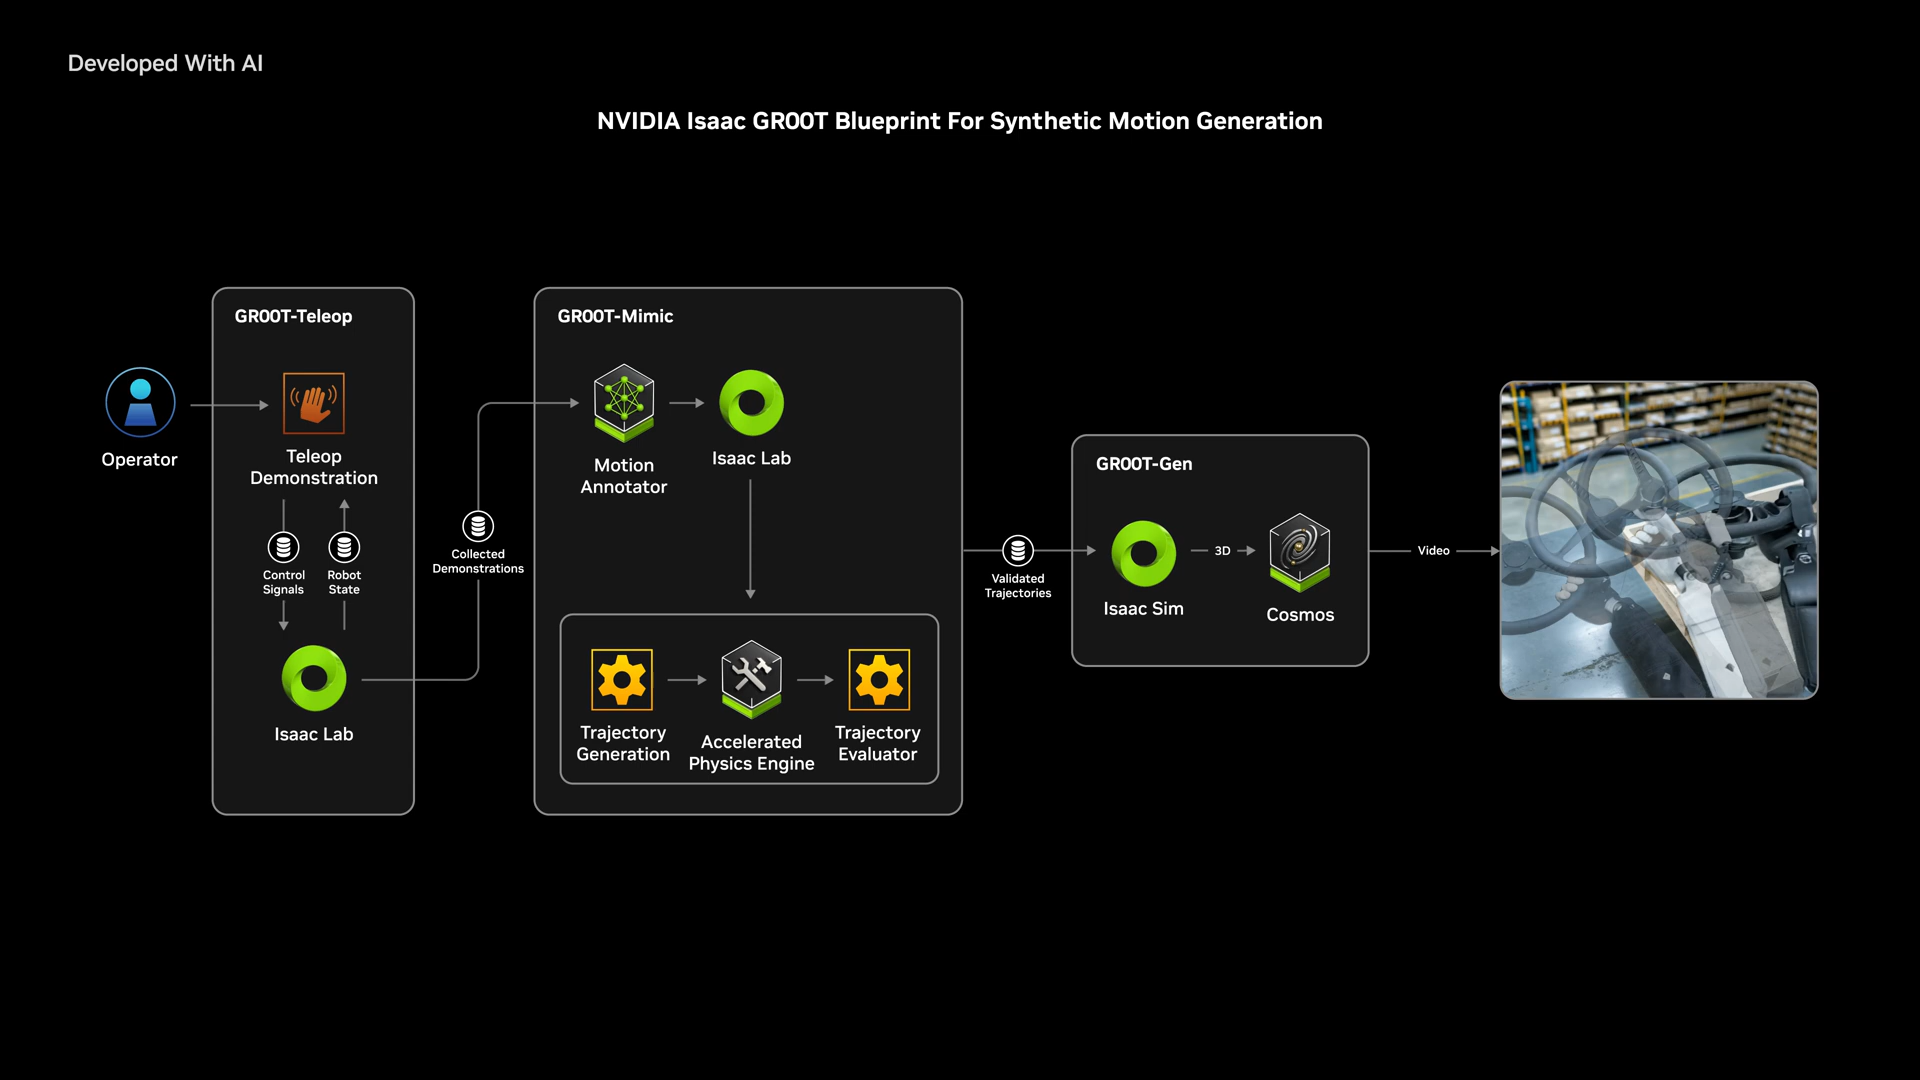 Developed With AI
NVIDIA Isaac GR00T Blueprint For Synthetic Motion Generation
GR00T-Teleop
Operator
Teleop
Demonstration
Control
Signals
Robot
State
Isaac Lab
Collected
Demonstrations
GR00T-Mimic
Motion
Annotator
Isaac Lab
Trajectory
Generation
Accelerated
Physics Engine
Trajectory
Evaluator
Validated
Trajectories
GR00T-Gen
Isaac Sim
3D
Cosmos
Video